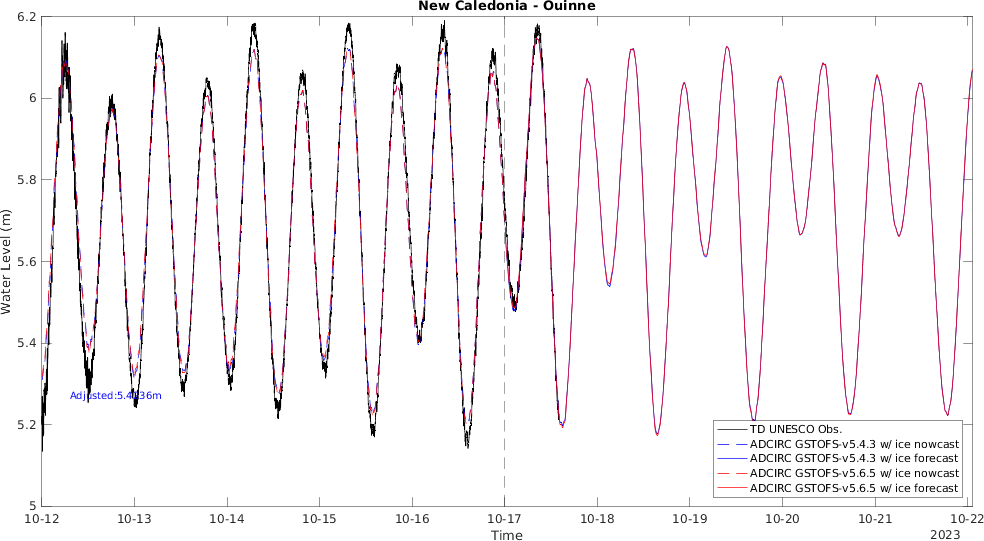 New Caledonia - Ouinne
6.2
6
5.8
5.6
5.4
5.2
5
Water Level (m)
10-12
10-13
10-14
10-15
10-16
10-17
10-18
10-19
10-20
10-21
10-22
2023
Time
TD UNESCO Obs.
ADCIRC GSTOFS-v5.4.3 w/ ice nowcast
ADCIRC GSTOFS-v5.4.3 w/ ice forecast
ADCIRC GSTOFS-v5.6.5 w/ ice nowcast
ADCIRC GSTOFS-v5.6.5 w/ ice forecast